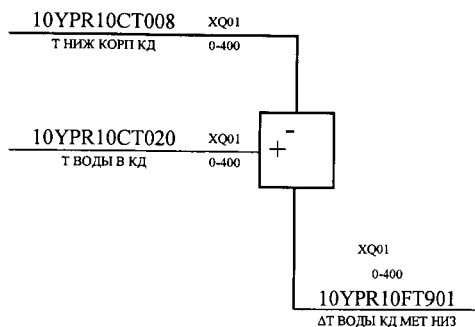 10YPR10CT008 XQ01
Т НИЖ КОРП КД 0-400
-
10YPR10CT020 XQ01
+
Т ВОДЫ В КД 0-400
XQ01
0-400
10YPR10FT901
ΔТ ВОДЫ КД МЕТ НИЗ